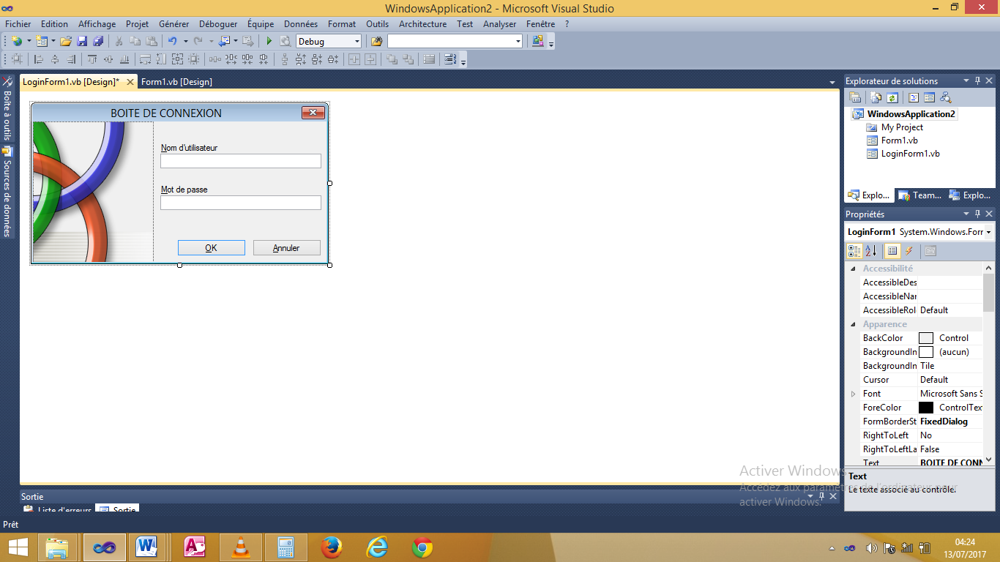 WindowsApplication2 - Microsoft Visual Studio
Fichier Edition Affichage Projet Générer Déboguer Équipe Données Format Outils Architecture Test Analyser Fenêtre ?
Debug
LoginForm1.vb [Design]* Form1.vb [Design]
Boîte à outils
Sources de données
BOITE DE CONNEXION
Nom d'utilisateur
Mot de passe
OK Annuler
Explorateur de solutions
WindowsApplication2
My Project
Form1.vb
LoginForm1.vb
Explo... Team... Explo...
Propriétés
LoginForm1 System.Windows.Forr
Accessibilité
AccessibleDes
AccessibleNar
AccessibleRol Default
Apparence
BackColor Control
BackgroundIn (aucun)
BackgroundIn Tile
Cursor Default
Font Microsoft Sans S
ForeColor ControlTex
FormBorderSt FixedDialog
RightToLeft No
RightToLeftLa False
Text BOITE DE CONN
Text
Le texte associé au contrôle.
Activer Windows
Accédez aux paramètres de l'ordinateur pour
activer Windows.
Sortie
Liste d'erreurs Sortie
Prêt
04:24
13/07/2017